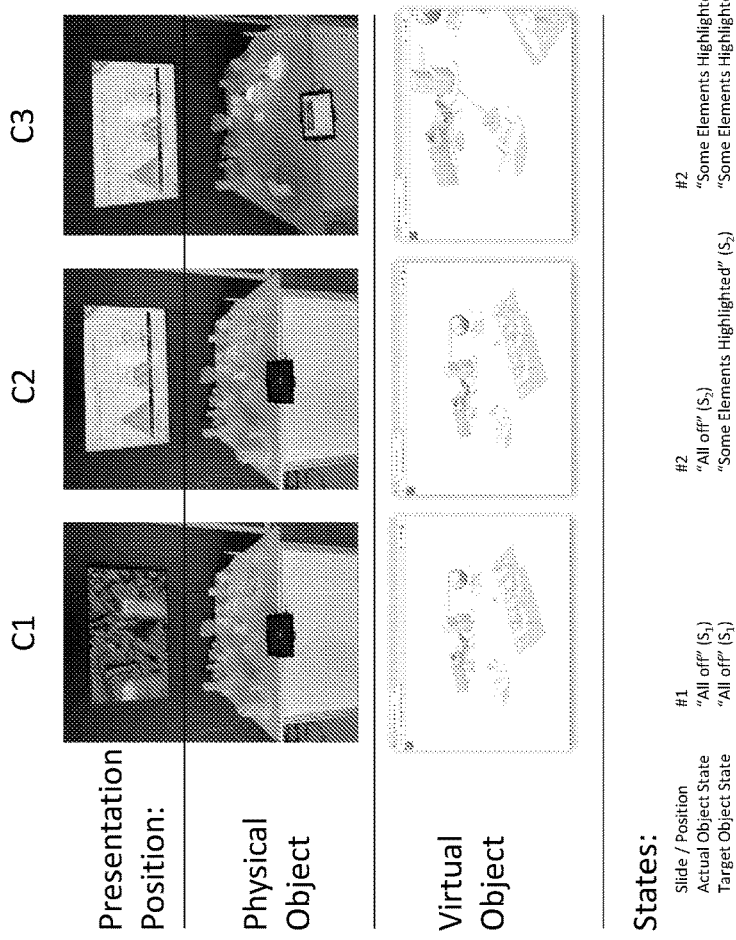 C1 C2 C3
Presentation
Position:
Physical
Object
Virtual
Object
States:
Slide / Position #1 #2 #2
Actual Object State "All off" (S₁) "All off" (S₂) "Some Elements
Target Object State "All off" (S₁) "Some Elements Highlighted" (S₂) "Some Elements